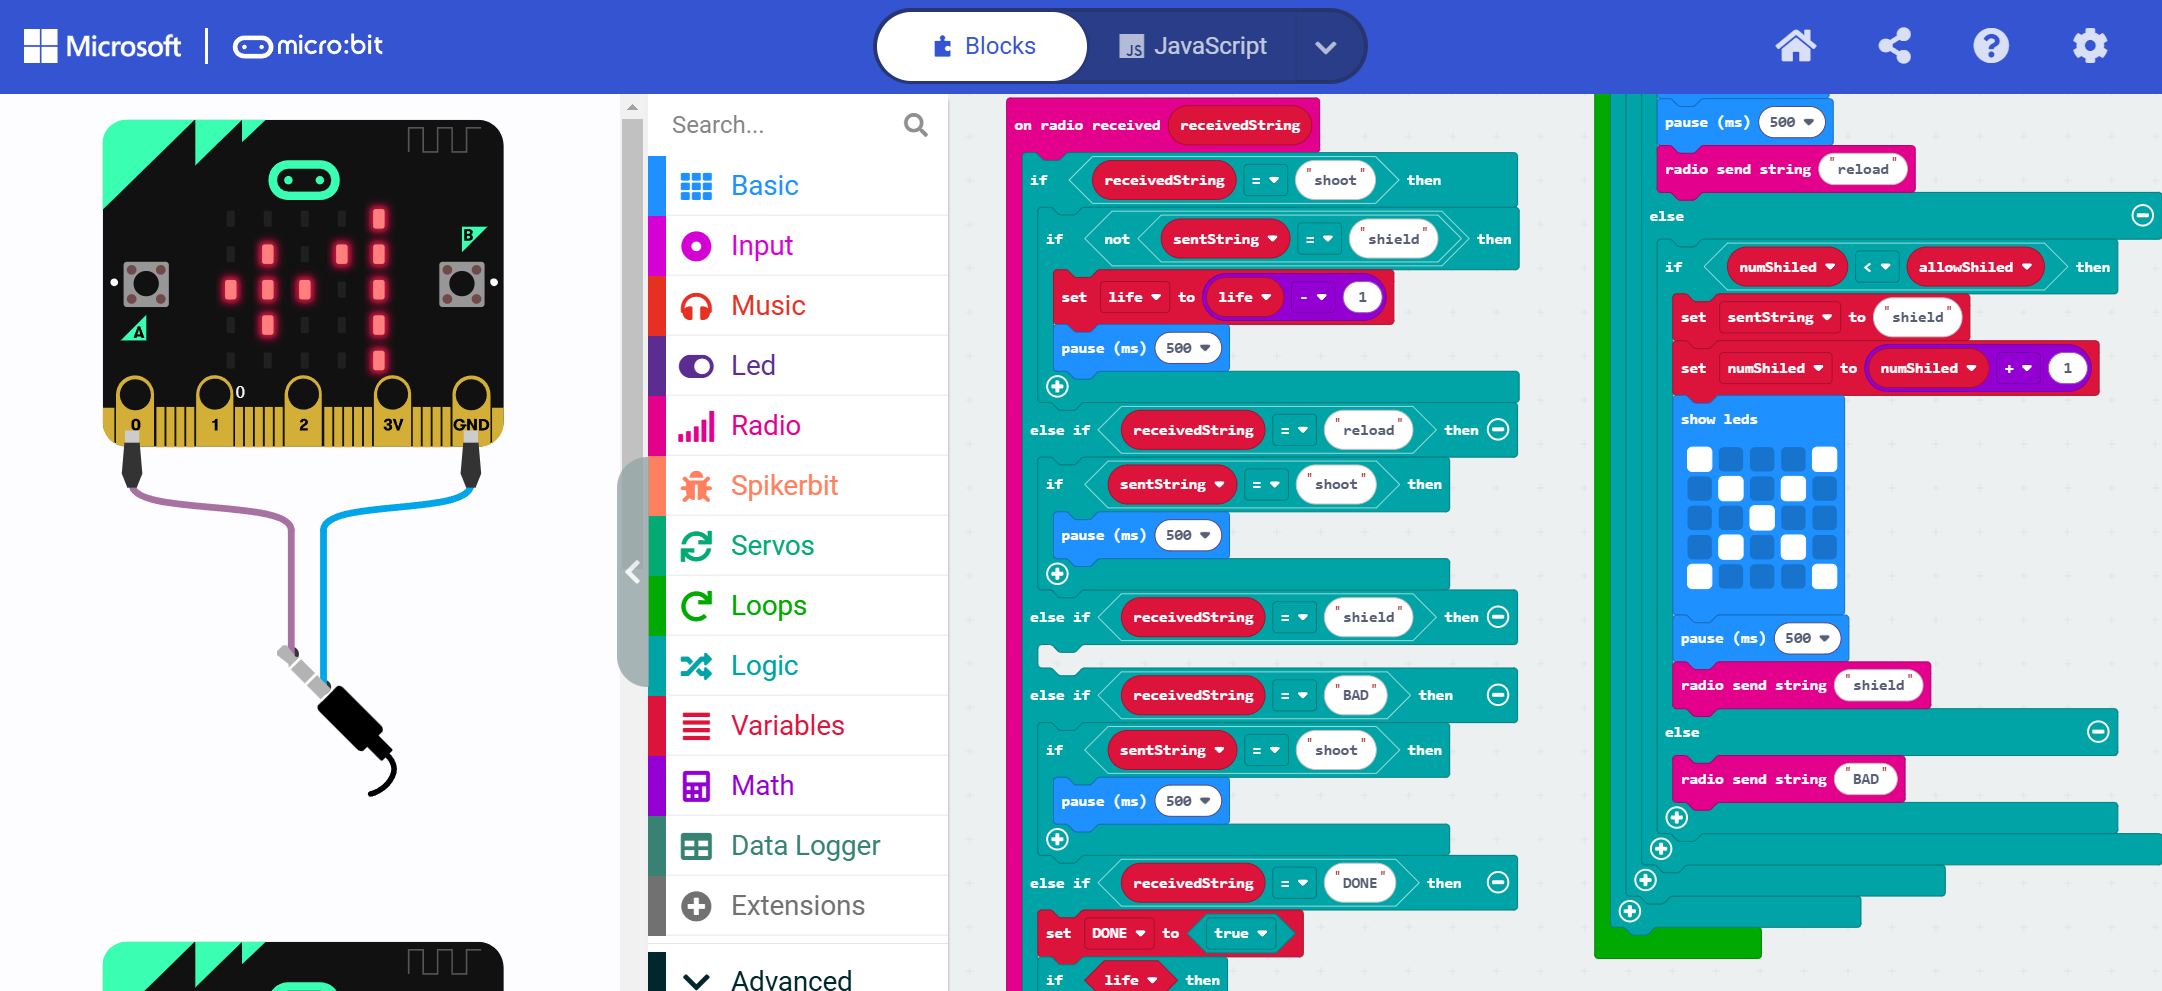 Microsoft micro:bit Blocks JavaScript
JS
B
A
0
0 1 2 3V GND
Search...
Basic
Input
Music
Led
Radio
Spikerbit
Servos
Loops
Logic
Variables
Math
Data Logger
Extensions
Advanced
on radio received receivedString
if receivedString = "shoot" then
if not sentString = "shield" then
set life to life - 1
pause (ms) 500
else if receivedString = "reload" then
if sentString = "shoot" then
pause (ms) 500
else if receivedString = "shield" then
else if receivedString = "BAD" then
if sentString = "shoot" then
pause (ms) 500
else if receivedString = "DONE" then
set DONE to true
if life then
pause (ms) 500
radio send string "reload"
else
if numShiled < allowShiled then
set sentString to "shield"
set numShiled to numShiled + 1
show leds
pause (ms) 500
radio send string "shield"
else
radio send string "BAD"